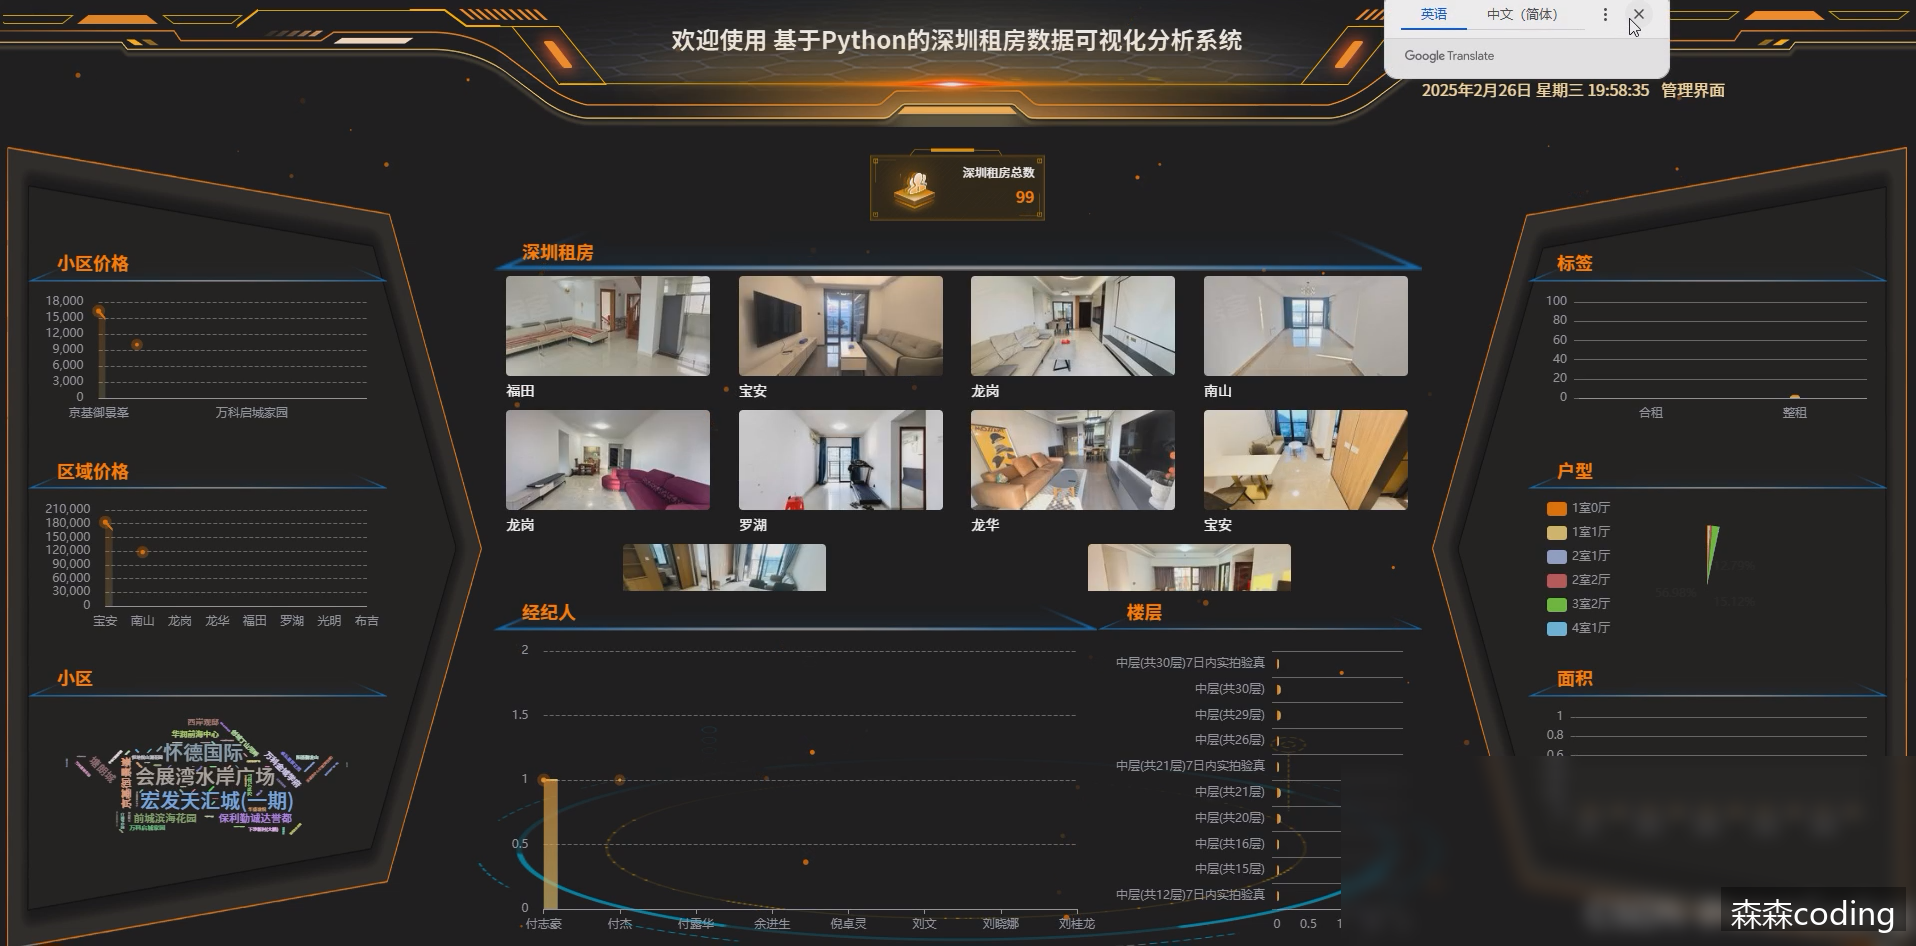 欢迎使用 基于Python的深圳租房数据可视化分析系统
英语 中文（简体）
Google Translate
2025年2月26日 星期三 19:58:35 管理界面
深圳租房总数
99
小区价格
18,000
15,000
12,000
9,000
6,000
3,000
0
京基御景峯 万科启城家园
区域价格
210,000
180,000
150,000
120,000
90,000
60,000
30,000
0
宝安 南山 龙岗 龙华 福田 罗湖 光明 布吉
小区
西岸观邸
华润前海中心
怀德国际
会展湾水岸广场
宏发天汇城(一期)
前城滨海花园 保利勤诚达誉都
万科启城家园
深圳租房
福田 宝安 龙岗 南山
龙岗 罗湖 龙华 宝安
经纪人
2
1.5
1
0.5
0
付志豪 付杰 付露华 余进生 倪卓灵 刘文 刘晓娜 刘桂龙
楼层
中层(共30层)7日内实拍验真
中层(共30层)
中层(共29层)
中层(共26层)
中层(共21层)7日内实拍验真
中层(共21层)
中层(共20层)
中层(共16层)
中层(共15层)
中层(共12层)7日内实拍验真
0 0.5 1
标签
100
80
60
40
20
0
合租 整租
户型
1室0厅
1室1厅
2室1厅
2室2厅
3室2厅
4室1厅
面积
1
0.8
0.6
森森coding